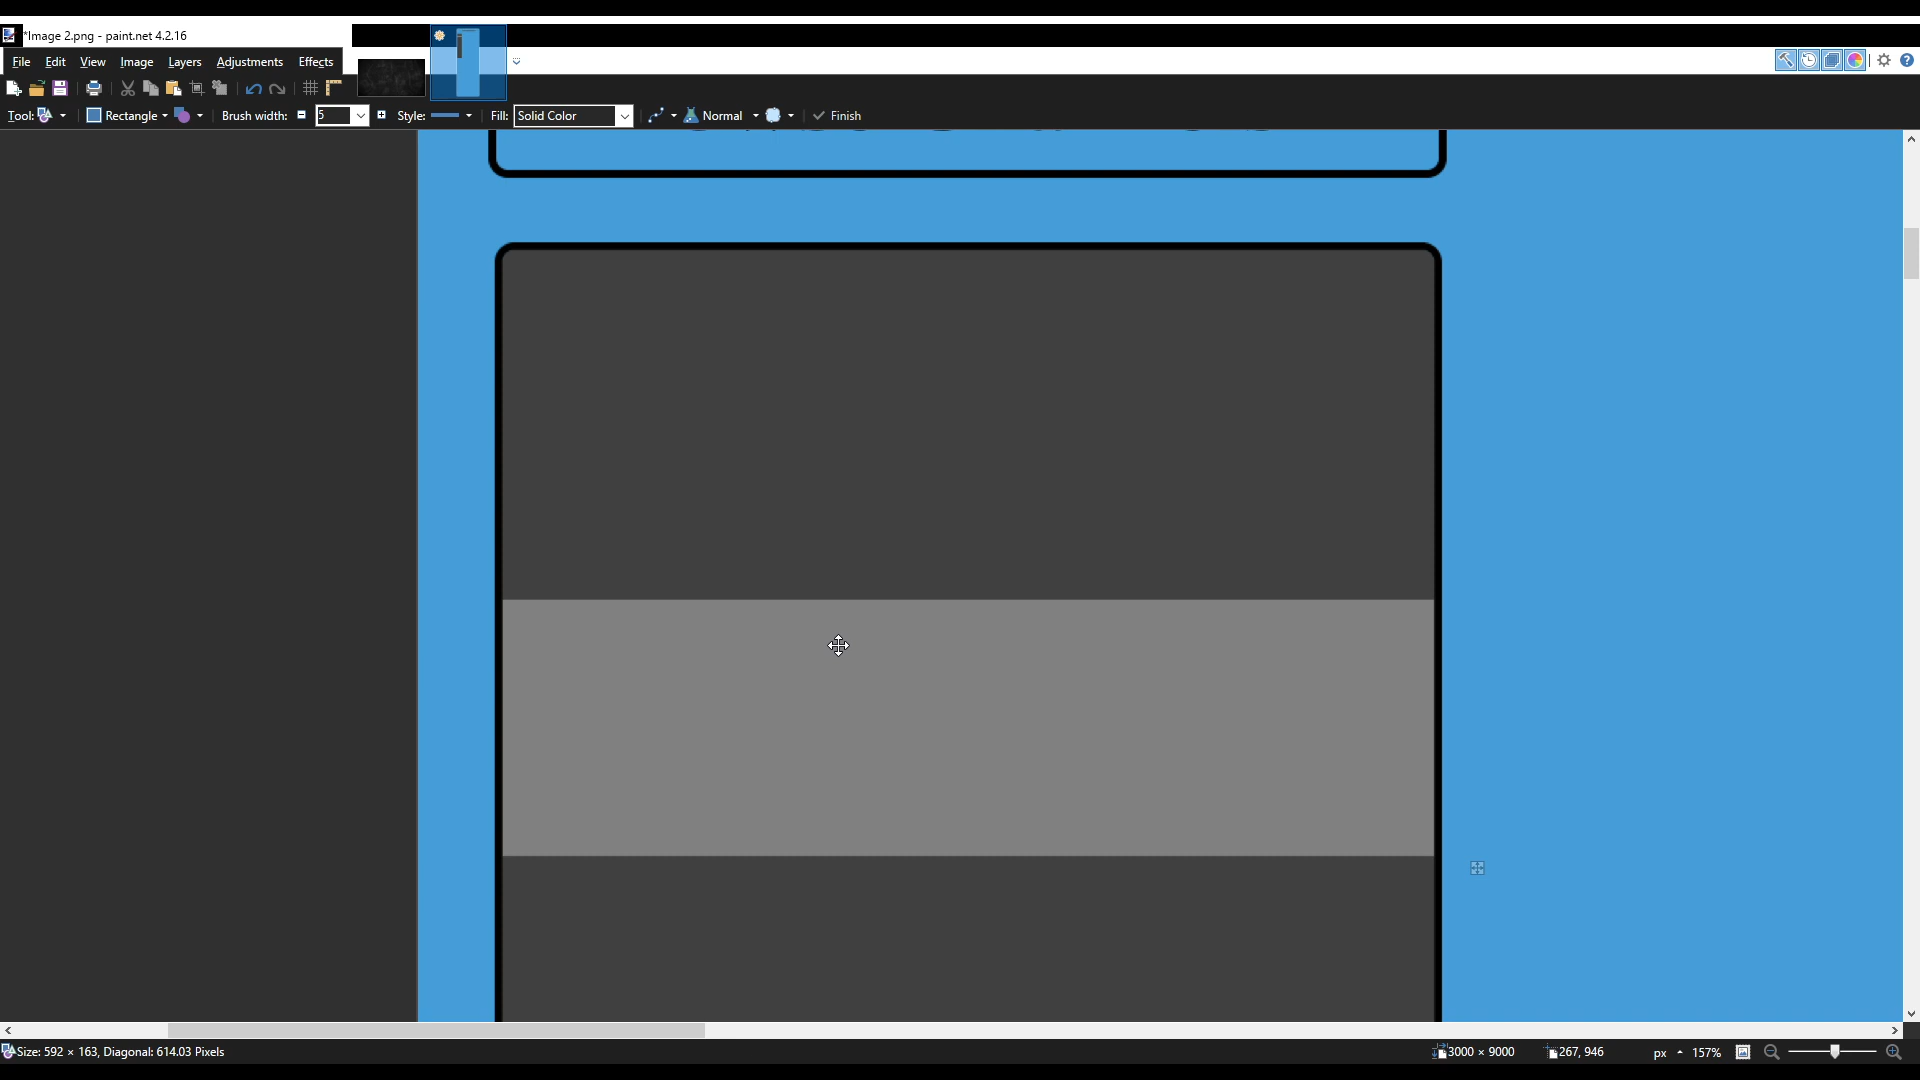 *Image 2.png - paint.net 4.2.16
File Edit View Image Layers Adjustments Effects
Tool: Rectangle Brush width: 5 Style: Fill: Solid Color Normal Finish
Size: 592 × 163, Diagonal: 614.03 Pixels 3000 × 9000 267, 946 px 157%